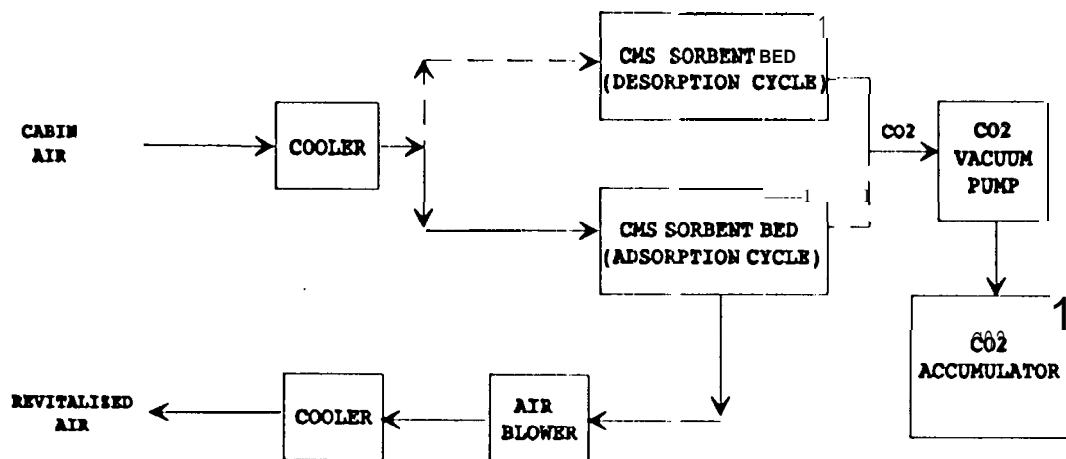 CMS SORBENT BED
(DESORPTION CYCLE)
CABIN
AIR
COOLER
CO2
CO2
VACUUM
PUMP
CMS SORBENT BED
(ADSORPTION CYCLE)
CO2
ACCUMULATOR
REVITALIZED
AIR
COOLER
AIR
BLOWER